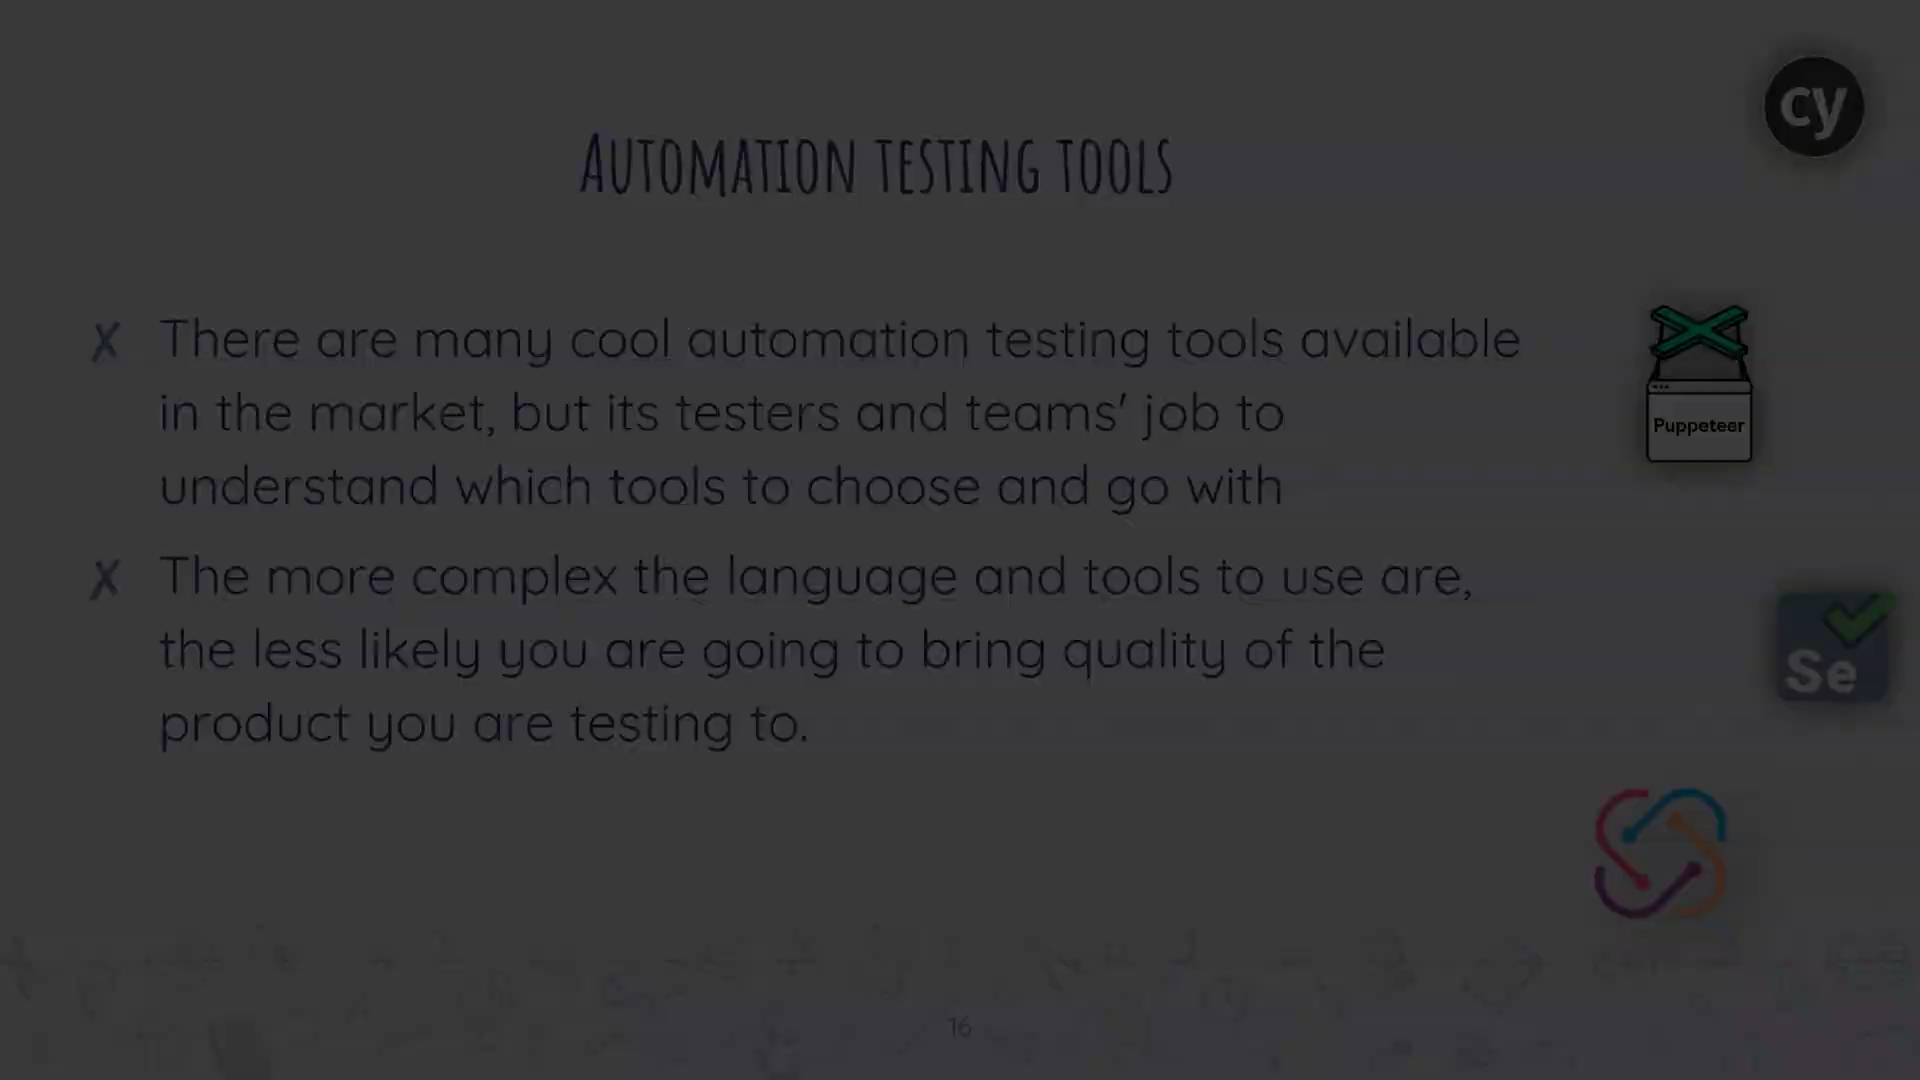 cy
AUTOMATION TESTING TOOLS
X There are many cool automation testing tools available
in the market, but its testers and teams' job to
understand which tools to choose and go with
Puppeteer
X The more complex the language and tools to use are,
the less likely you are going to bring quality of the
product you are testing to.
Se
16